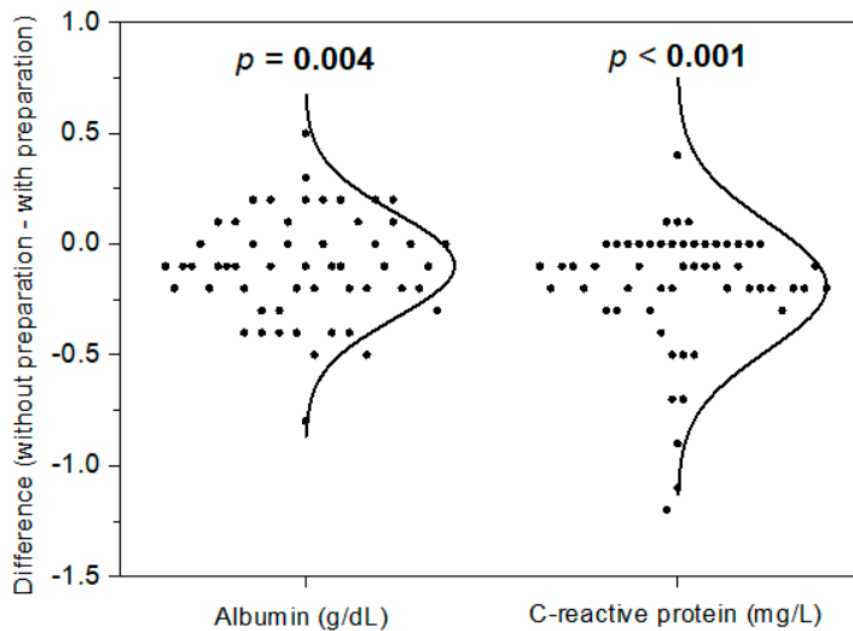 Difference (without preparation - with preparation)
1.0
0.5
0.0
-0.5
-1.0
-1.5
p = 0.004
p < 0.001
Albumin (g/dL)
C-reactive protein (mg/L)